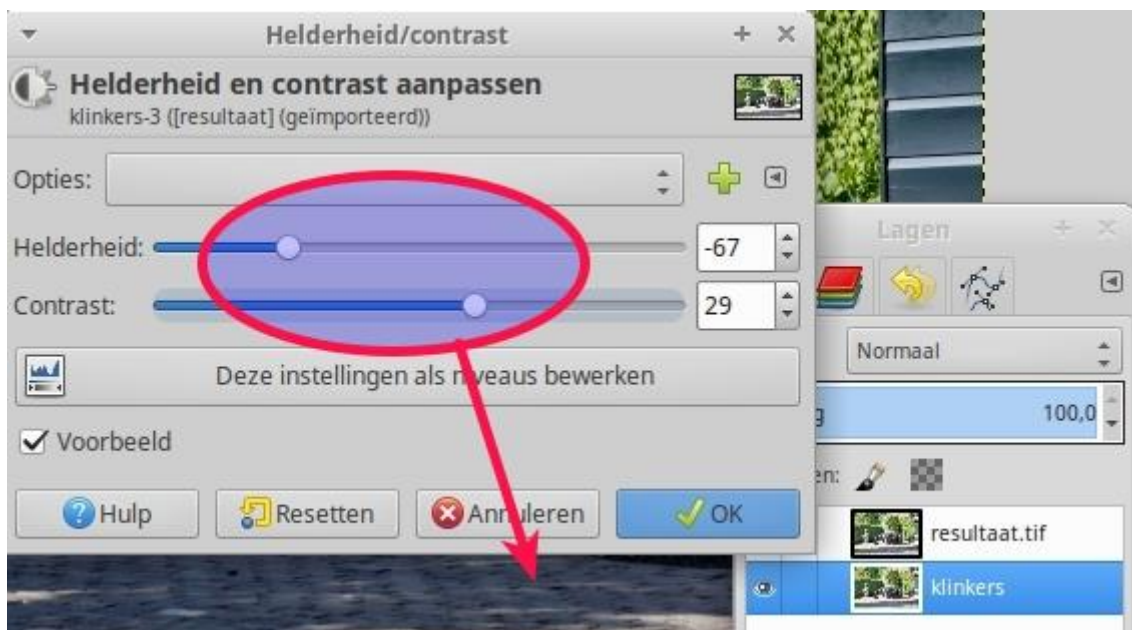 Helderheid/contrast
Helderheid en contrast aanpassen
klinkers-3 ([resultaat] (geïmporteerd))
Opties:
Helderheid: -67
Contrast: 29
Deze instellingen als niveaus bewerken
Voorbeeld
Hulp Resetten Annuleren OK
Lagen
Normaal
100,0
en:
resultaat.tif
klinkers